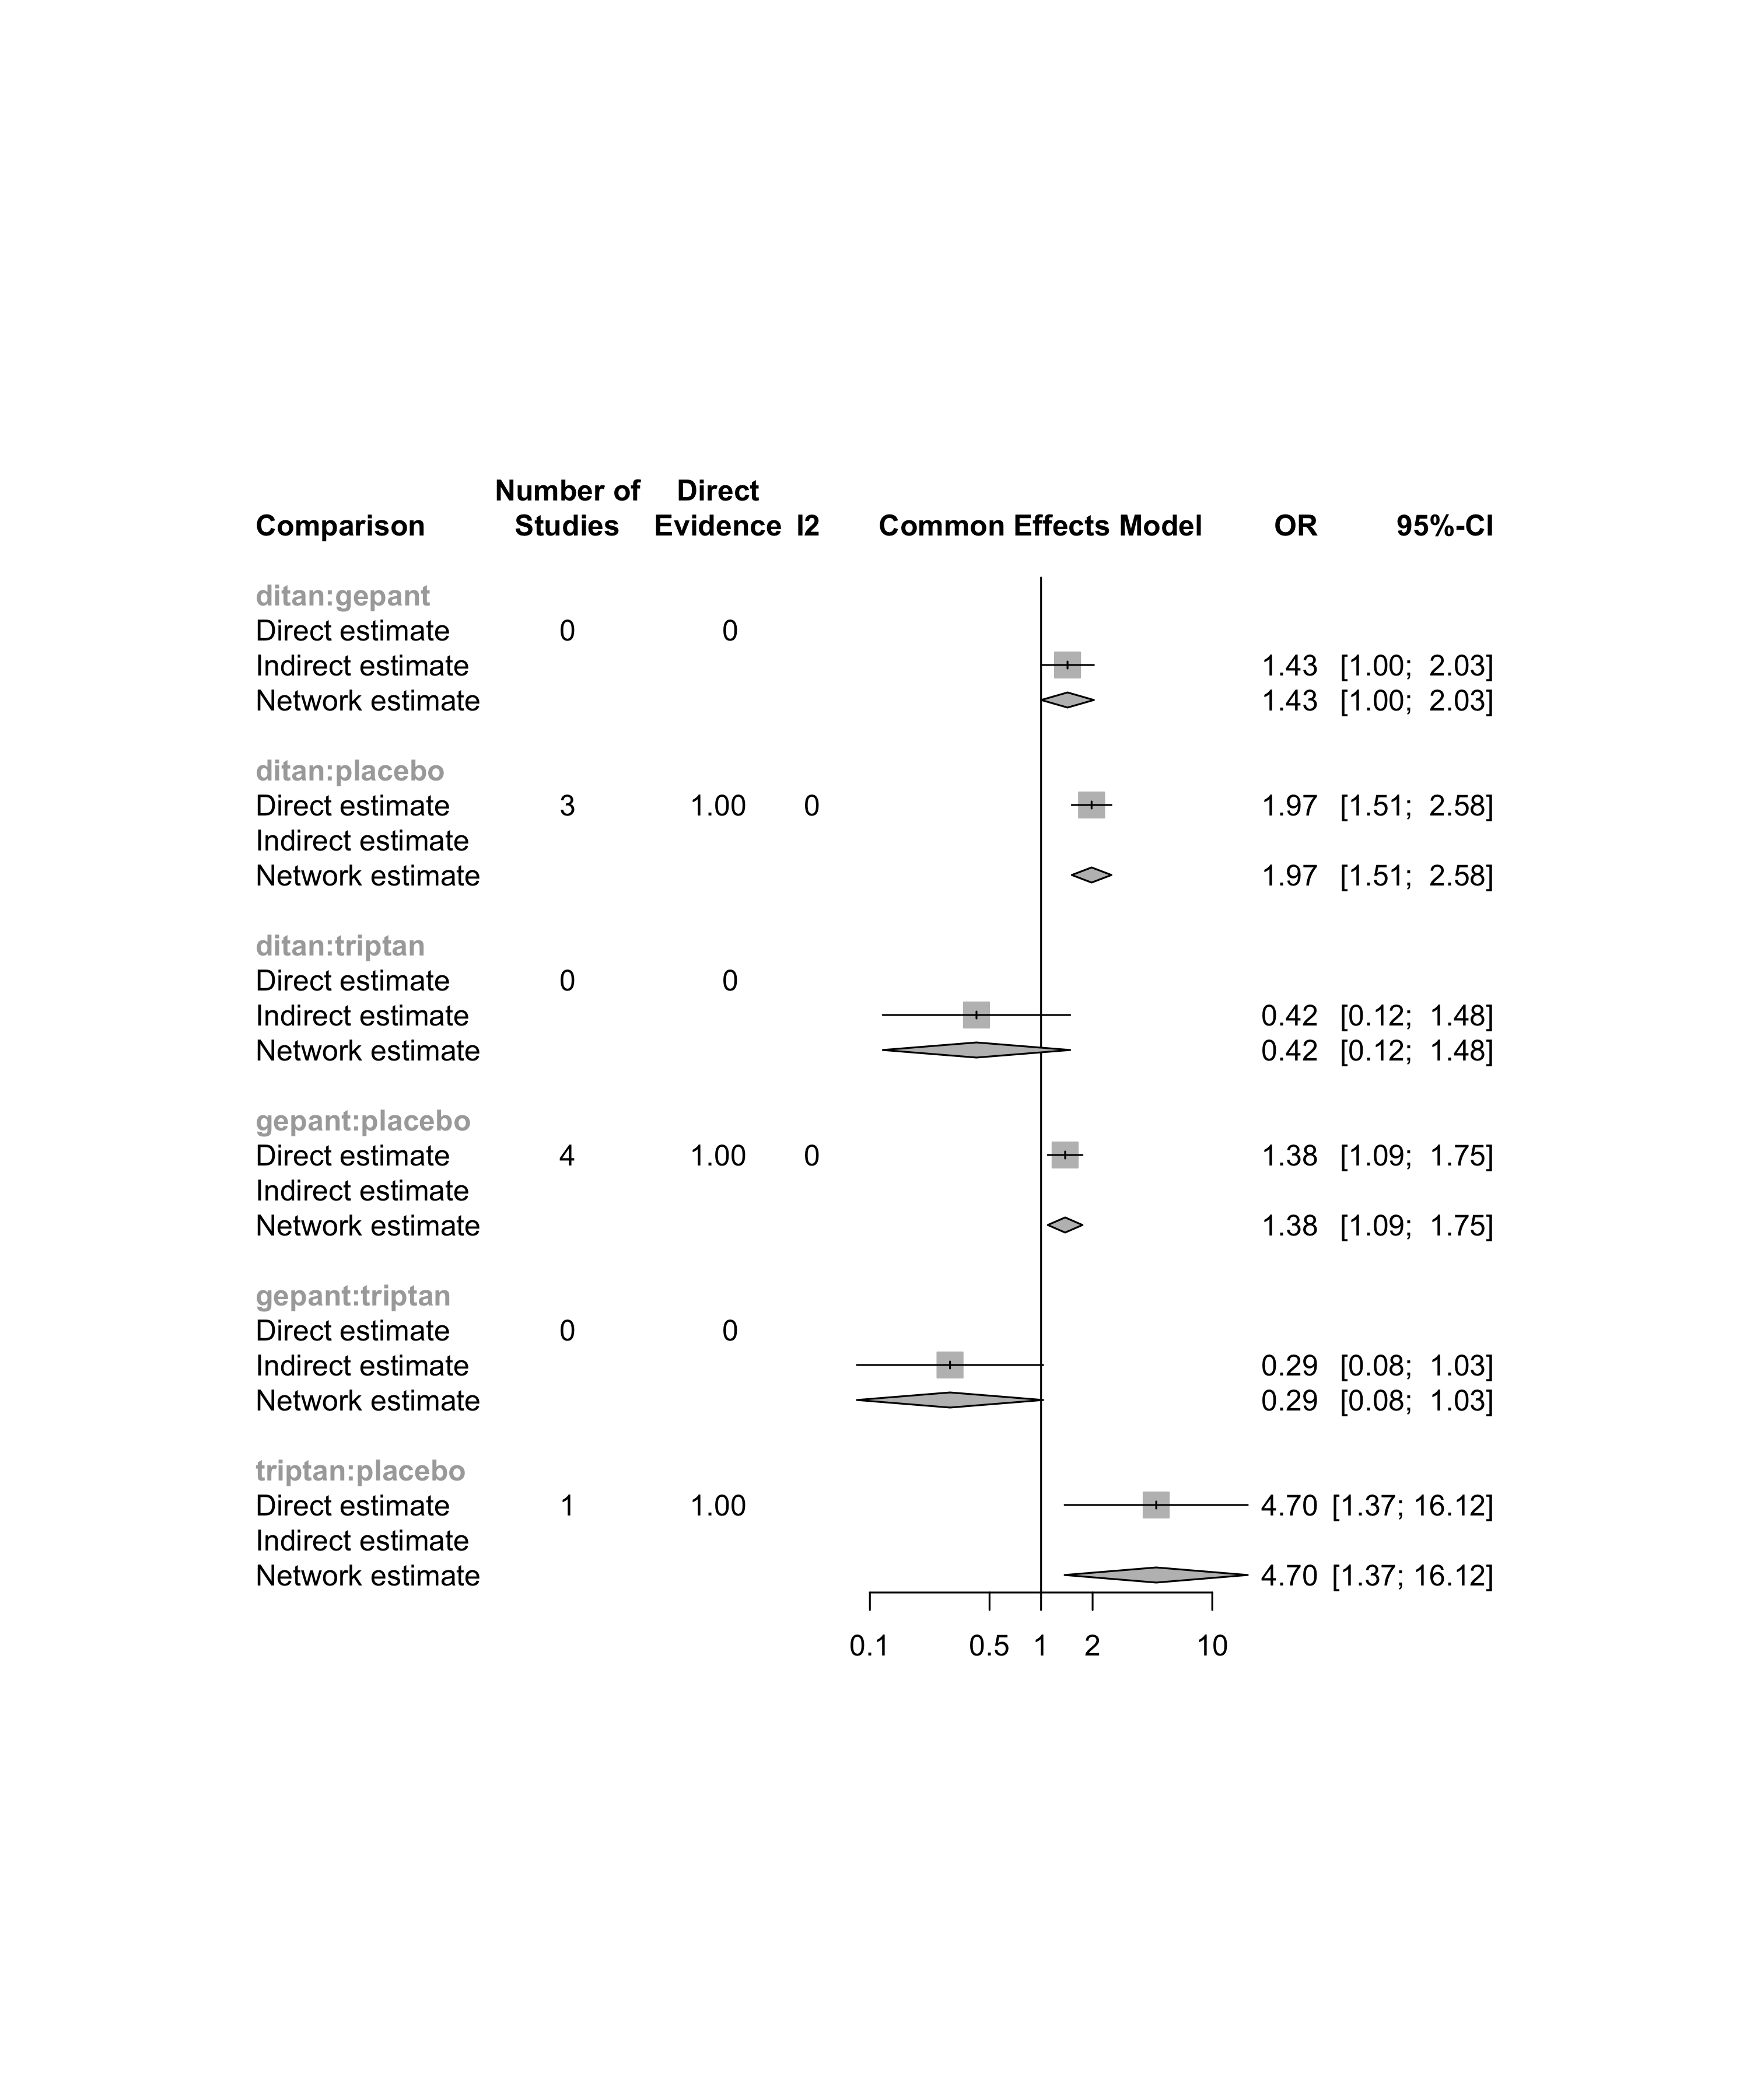 Number of Direct
Comparison Studies Evidence I2 Common Effects Model OR 95%-CI
ditan:gepant
Direct estimate 0 0
Indirect estimate 1.43 [1.00; 2.03]
Network estimate 1.43 [1.00; 2.03]
ditan:placebo
Direct estimate 3 1.00 0 1.97 [1.51; 2.58]
Indirect estimate
Network estimate 1.97 [1.51; 2.58]
ditan:triptan
Direct estimate 0 0
Indirect estimate 0.42 [0.12; 1.48]
Network estimate 0.42 [0.12; 1.48]
gepant:placebo
Direct estimate 4 1.00 0 1.38 [1.09; 1.75]
Indirect estimate
Network estimate 1.38 [1.09; 1.75]
gepant:triptan
Direct estimate 0 0
Indirect estimate 0.29 [0.08; 1.03]
Network estimate 0.29 [0.08; 1.03]
triptan:placebo
Direct estimate 1 1.00 4.70 [1.37; 16.12]
Indirect estimate
Network estimate 4.70 [1.37; 16.12]
0.1 0.5 1 2 10